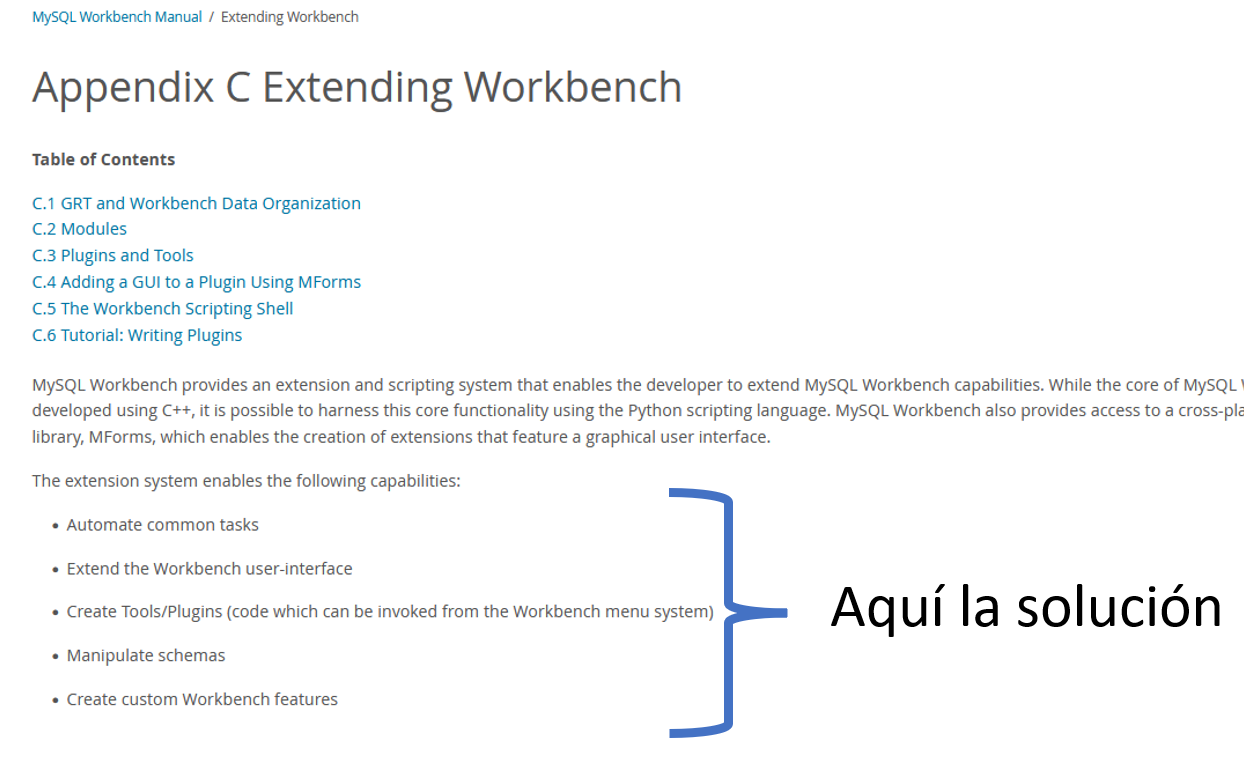 MySQL Workbench Manual / Extending Workbench
Appendix C Extending Workbench
Table of Contents
C.1 GRT and Workbench Data Organization
C.2 Modules
C.3 Plugins and Tools
C.4 Adding a GUI to a Plugin Using MForms
C.5 The Workbench Scripting Shell
C.6 Tutorial: Writing Plugins
MySQL Workbench provides an extension and scripting system that enables the developer to extend MySQL Workbench capabilities. While the core of MySQL
developed using C++, it is possible to harness this core functionality using the Python scripting language. MySQL Workbench also provides access to a cross-pla
library, MForms, which enables the creation of extensions that feature a graphical user interface.
The extension system enables the following capabilities:
• Automate common tasks
• Extend the Workbench user-interface
• Create Tools/Plugins (code which can be invoked from the Workbench menu system)
Aquí la solución
• Manipulate schemas
• Create custom Workbench features